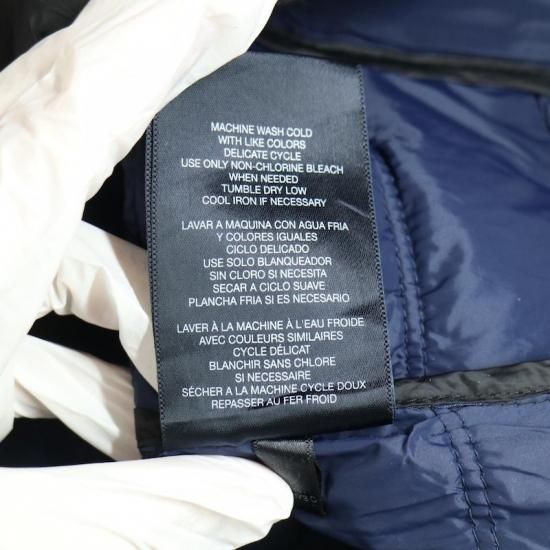 MACHINE WASH COLD
WITH LIKE COLORS
DELICATE CYCLE
USE ONLY NON-CHLORINE BLEACH
WHEN NEEDED
TUMBLE DRY LOW
COOL IRON IF NECESSARY
LAVAR A MAQUINA CON AGUA FRIA
Y COLORES IGUALES
CICLO DELICADO
USE SOLO BLANQUEADOR
SIN CLORO SI NECESITA
SECAR A CICLO SUAVE
PLANCHA FRIA SI ES NECESARIO
LAVER À LA MACHINE À L'EAU FROIDE
AVEC COULEURS SIMILAIRES
CYCLE DÉLICAT
BLANCHIR SANS CHLORE
SI NECESSAIRE
SÉCHER A LA MACHINE CYCLE DOUX
REPASSER AU FER FROID